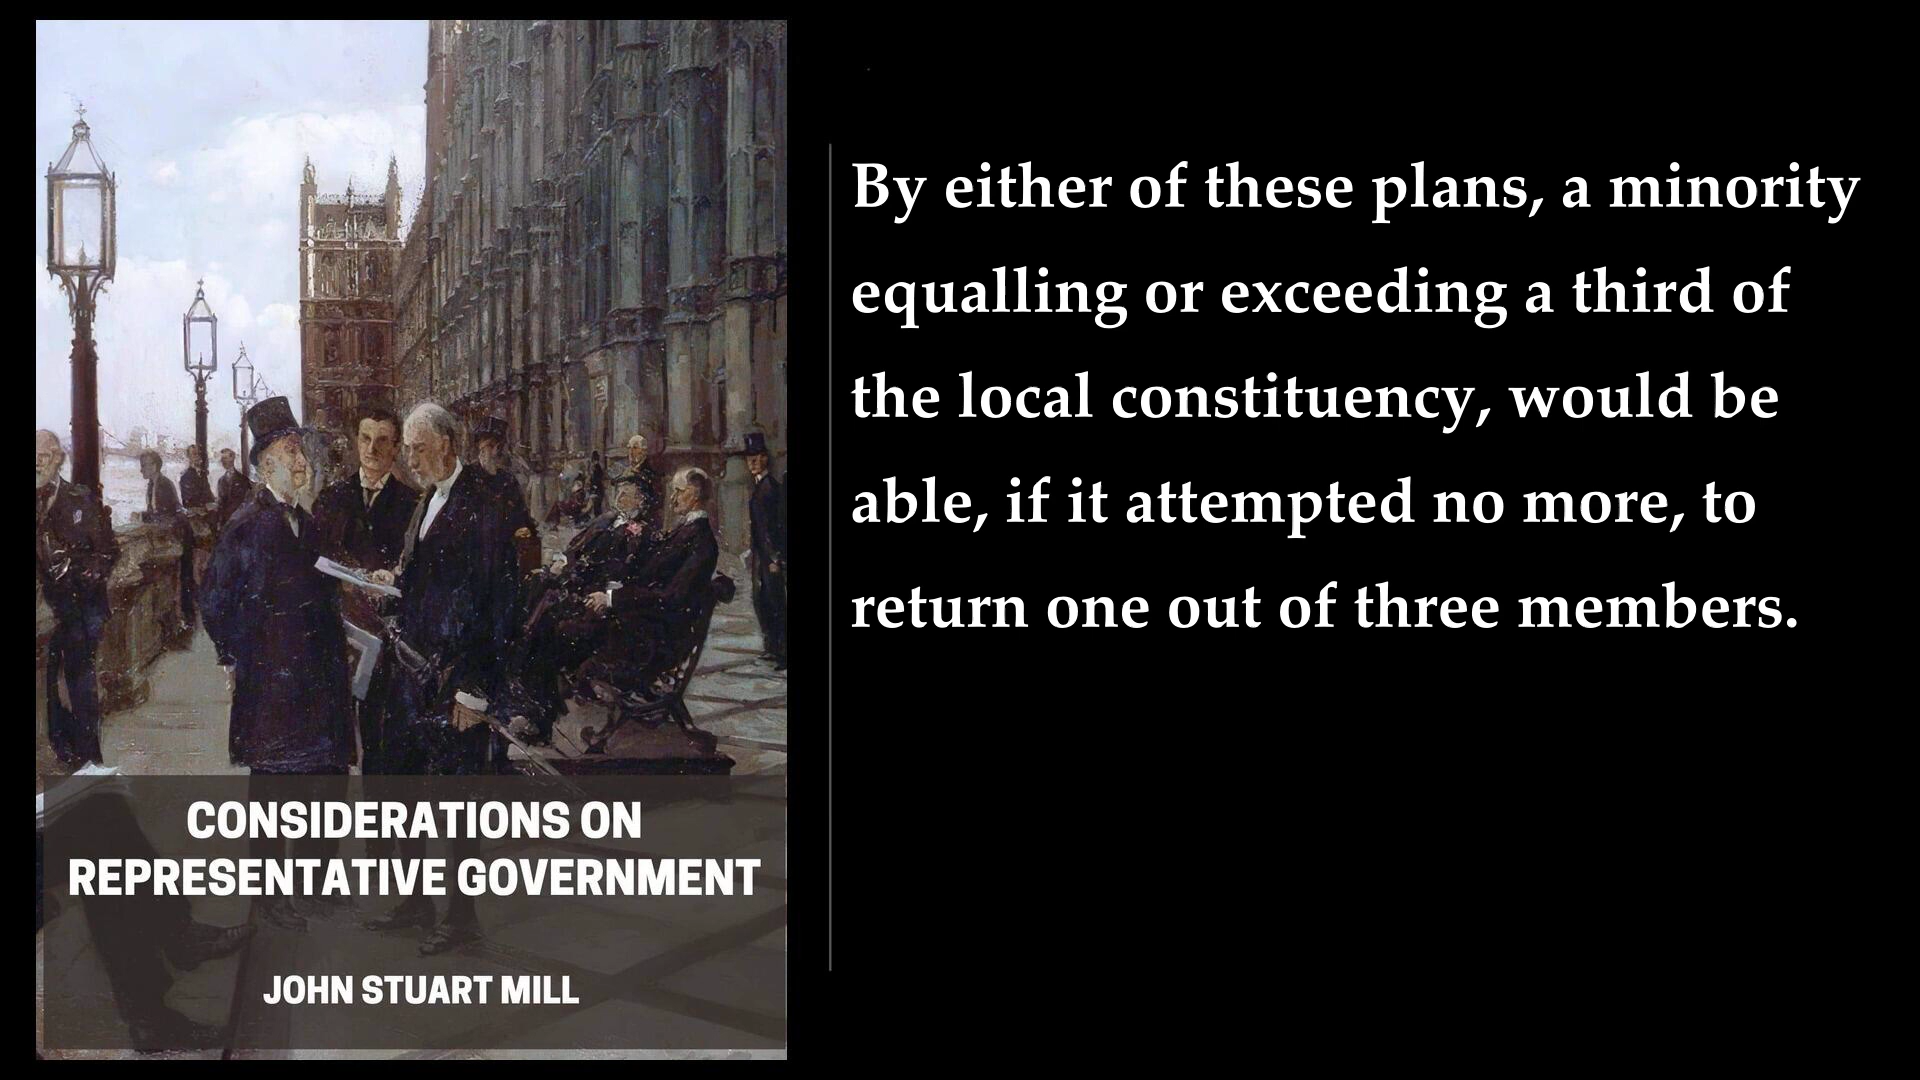 By either of these plans, a minority
equalling or exceeding a third of
the local constituency, would be
able, if it attempted no more, to
return one out of three members.
CONSIDERATIONS ON
REPRESENTATIVE GOVERNMENT
JOHN STUART MILL